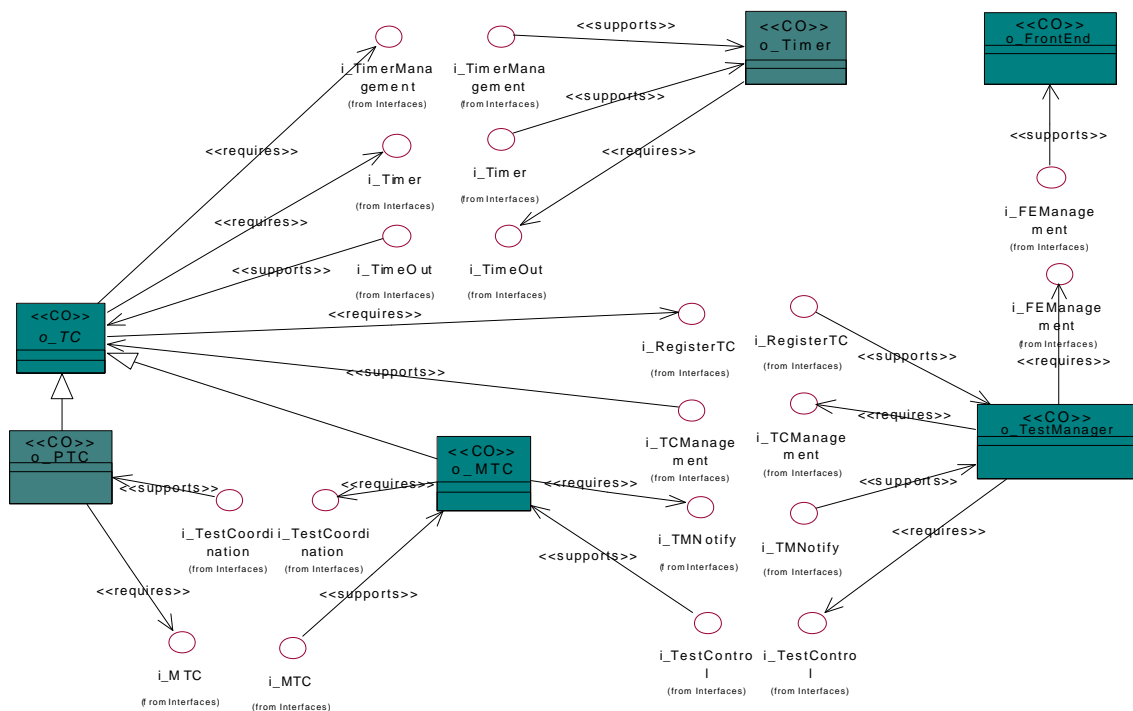 <<CO>>
o_Timer
<<CO>>
o_FrontEnd
<<supports>>
i_TimerMana
gement
(from Interfaces)
i_TimerMana
gement
(from Interfaces)
<<supports>>
<<supports>>
<<requires>>
<<requires>>
i_Timer
(from Interfaces)
i_Timer
(from Interfaces)
i_FEManage
ment
(from Interfaces)
<<requires>>
<<supports>>
i_TimeOut
(from Interfaces)
i_TimeOut
(from Interfaces)
i_FEManage
ment
(from Interfaces)
<<requires>>
<<CO>>
o_TC
<<requires>>
i_RegisterTC
(from Interfaces)
i_RegisterTC
(from Interfaces)
<<supports>>
<<supports>>
i_TCManage
ment
(from Interfaces)
i_TCManage
ment
(from Interfaces)
<<requires>>
<<CO>>
o_TestManager
<<CO>>
o_PTC
<<CO>>
o_MTC
<<supports>>
<<requires>>
<<requires>>
<<supports>>
i_TestCoordi
nation
(from Interfaces)
i_TestCoordi
nation
(from Interfaces)
i_TMNotify
(from Interfaces)
i_TMNotify
(from Interfaces)
<<requires>>
<<supports>>
<<requires>>
<<supports>>
i_MTC
(from Interfaces)
i_MTC
(from Interfaces)
i_TestContro
l
(from Interfaces)
i_TestContro
l
(from Interfaces)